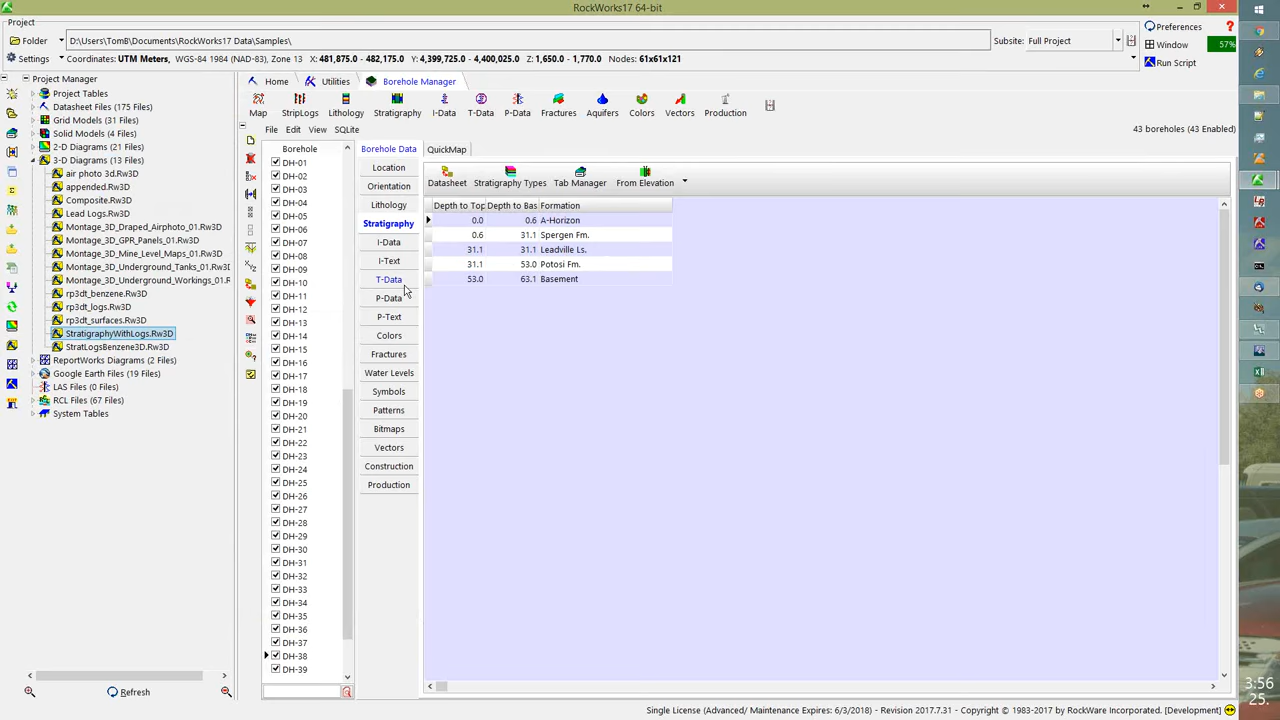 RockWorks17 64-bit
Project
Folder D:\Users\TomB\Documents\RockWorks17 Data\Samples\ Subsite: Full Project
Settings Coordinates: UTM Meters, WGS-84 1984 (NAD-83), Zone 13 X: 481,875.0 - 482,175.0 Y: 4,399,725.0 - 4,400,025.0 Z: 1,650.0 - 1,770.0 Nodes: 61x61x121
Preferences ?
Window 57%
Run Script
Project Manager
Project Tables
Datasheet Files (175 Files)
Grid Models (31 Files)
Solid Models (4 Files)
2-D Diagrams (21 Files)
3-D Diagrams (13 Files)
air photo 3d.Rw3D
appended.Rw3D
Composite.Rw3D
Lead Logs.Rw3D
Montage_3D_Draped_Airphoto_01.Rw3D
Montage_3D_GPR_Panels_01.Rw3D
Montage_3D_Mine_Level_Maps_01.Rw3D
Montage_3D_Underground_Tanks_01.Rw3D
Montage_3D_Underground_Workings_01.Rw3D
rp3dt_benzene.Rw3D
rp3dt_logs.Rw3D
rp3dt_surfaces.Rw3D
StratigraphyWithLogs.Rw3D
StratLogsBenzene3D.Rw3D
ReportWorks Diagrams (2 Files)
Google Earth Files (19 Files)
LAS Files (0 Files)
RCL Files (67 Files)
System Tables
Refresh
Home Utilities Borehole Manager
Map StripLogs Lithology Stratigraphy I-Data T-Data P-Data Fractures Aquifers Colors Vectors Production
File Edit View SQLite 43 boreholes (43 Enabled)
Borehole
DH-01
DH-02
DH-03
DH-04
DH-05
DH-06
DH-07
DH-08
DH-09
DH-10
DH-11
DH-12
DH-13
DH-14
DH-15
DH-16
DH-17
DH-18
DH-19
DH-20
DH-21
DH-22
DH-23
DH-24
DH-25
DH-26
DH-27
DH-28
DH-29
DH-30
DH-31
DH-32
DH-33
DH-34
DH-35
DH-36
DH-37
DH-38
DH-39
Borehole Data QuickMap
Location
Orientation
Lithology
Stratigraphy
I-Data
I-Text
T-Data
P-Data
P-Text
Colors
Fractures
Water Levels
Symbols
Patterns
Bitmaps
Vectors
Construction
Production
Datasheet Stratigraphy Types Tab Manager From Elevation
Depth to Top Depth to Bas Formation
0.0 0.6 A-Horizon
0.6 31.1 Spergen Fm.
31.1 31.1 Leadville Ls.
31.1 53.0 Potosi Fm.
53.0 63.1 Basement
Single License (Advanced/ Maintenance Expires: 6/3/2018) - Revision 2017.7.31 - Copyright © 1983-2017 by RockWare Incorporated. [Development]
3:56
25.